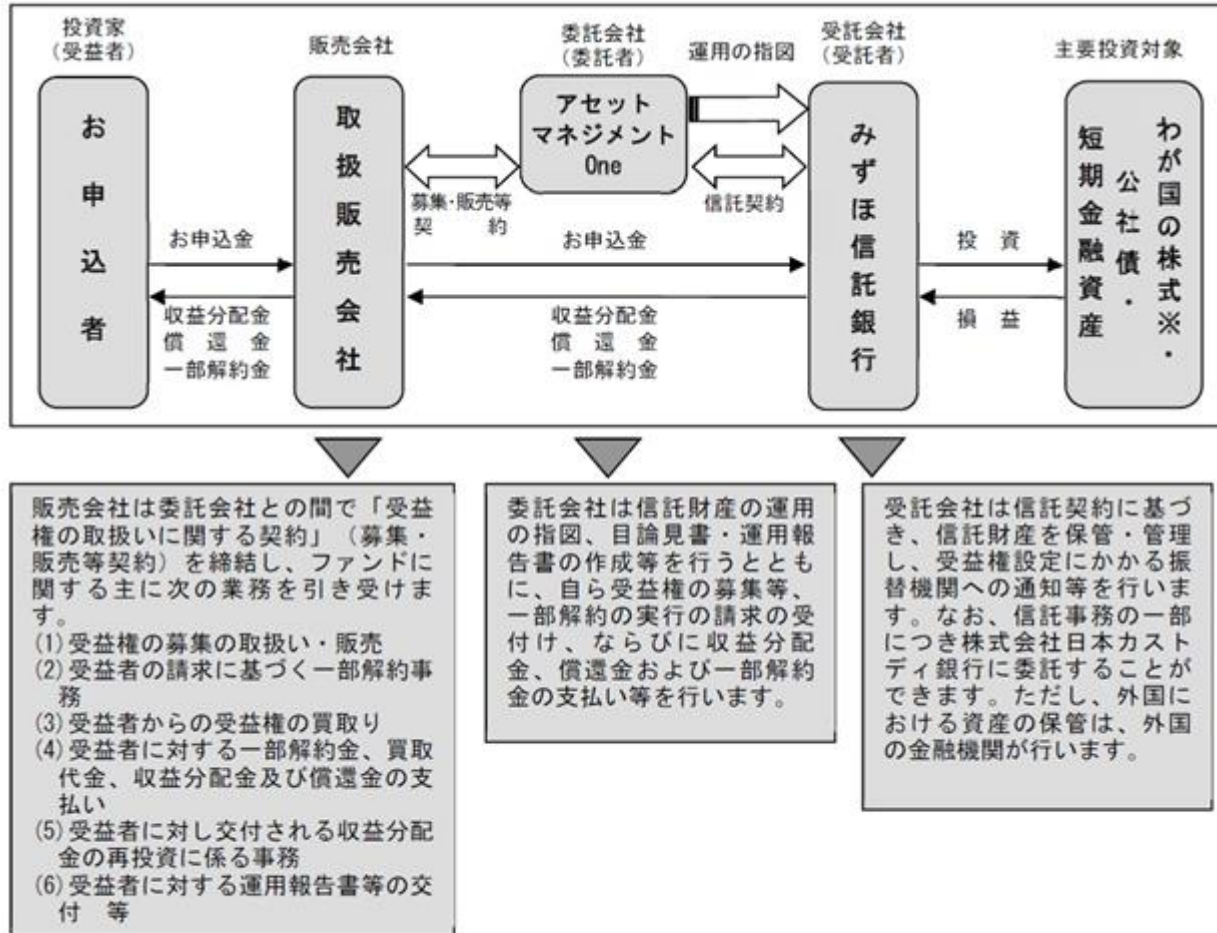 投資家
（受益者）
販売会社
委託会社
（委託者）
運用の指図
受託会社
（受託者）
主要投資対象
お申込者
取扱販売会社
アセット
マネジメント
One
みずほ信託銀行
わが国の株式※・
公社債・
短期金融資産
募集・販売等
契　　約
信託契約
お申込金
お申込金
投　資
収益分配金
償　還　金
一部解約金
収益分配金
償　還　金
一部解約金
損　益
販売会社は委託会社との間で「受益
権の取扱いに関する契約」（募集・
販売等契約）を締結し、ファンドに
関する主に次の業務を引き受けま
す。
(1)受益権の募集の取扱い・販売
(2)受益者の請求に基づく一部解約事
務
(3)受益者からの受益権の買取り
(4)受益者に対する一部解約金、買取
代金、収益分配金及び償還金の支
払い
(5)受益者に対し交付される収益分配
金の再投資に係る事務
(6)受益者に対する運用報告書等の交
付　等
委託会社は信託財産の運用
の指図、目論見書・運用報
告書の作成等を行うととも
に、自ら受益権の募集等、
一部解約の実行の請求の受
付け、ならびに収益分配
金、償還金および一部解約
金の支払い等を行います。
受託会社は信託契約に基づ
き、信託財産を保管・管理
し、受益権設定にかかる振
替機関への通知等を行いま
す。なお、信託事務の一部
につき株式会社日本カスト
ディ銀行に委託することが
できます。ただし、外国に
おける資産の保管は、外国
の金融機関が行います。